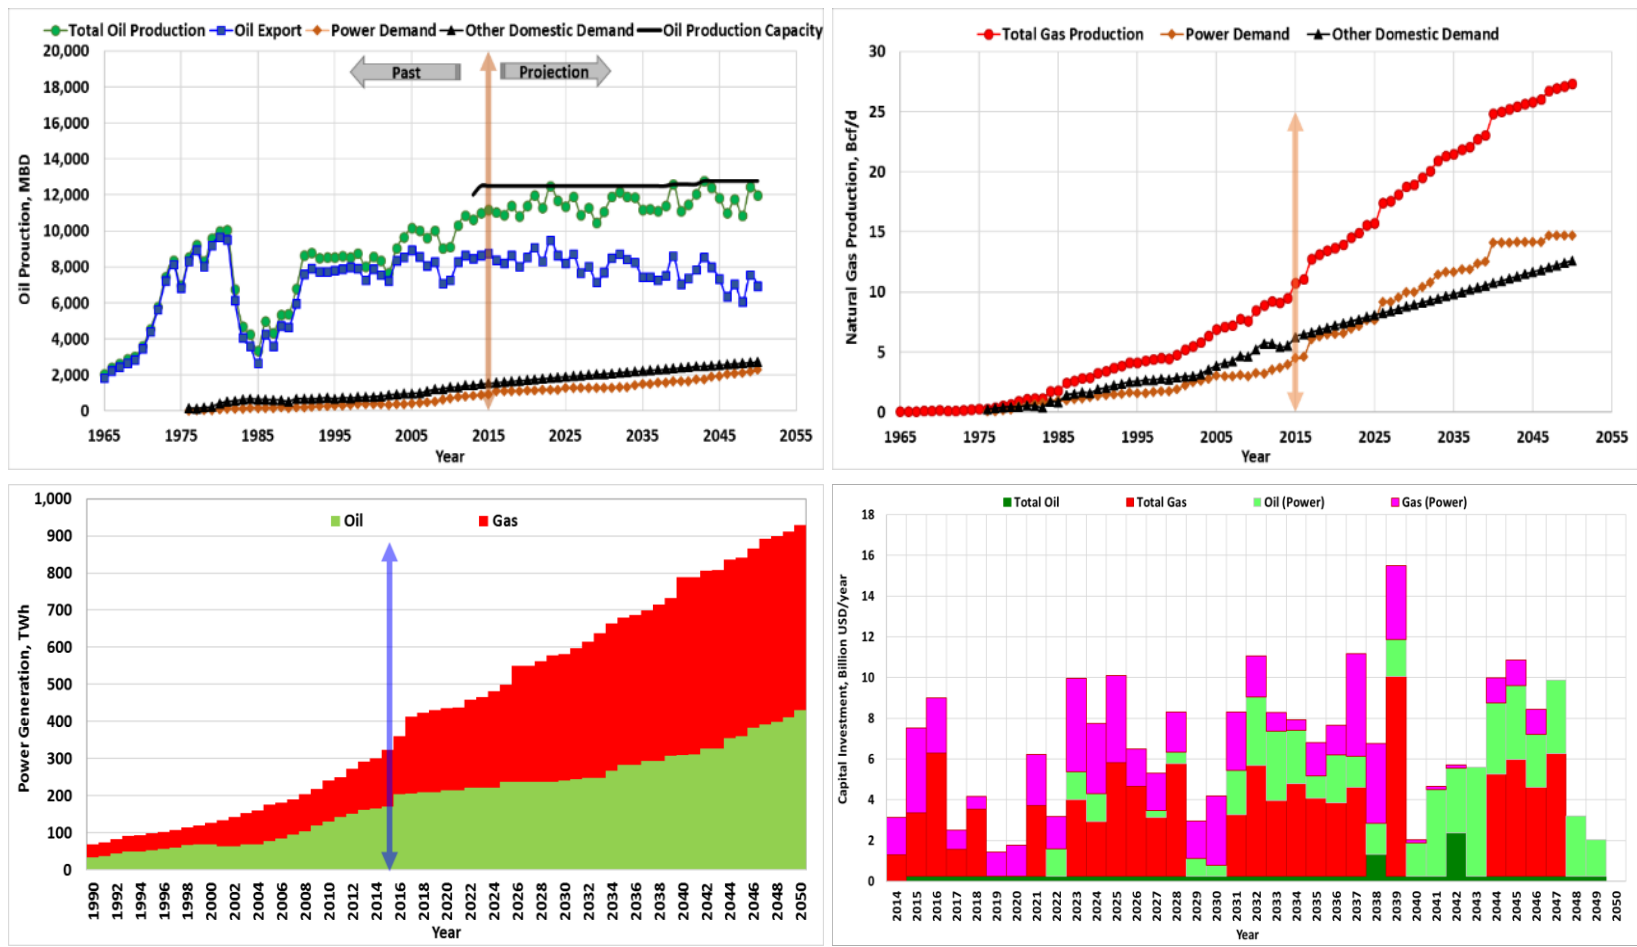 Total Oil Production Oil Export Power Demand Other Domestic Demand Oil Production Capacity
20,000
18,000
16,000
14,000
12,000
10,000
8,000
6,000
4,000
2,000
0
Past
Projection
Oil Prouction, MBD
1965 1975 1985 1995 2005 2015 2025 2035 2045 2055
Year
Total Gas Production Power Demand Other Domestic Demand
30
25
20
15
10
5
0
Natural Gas Production, Bcf/d
1965 1975 1985 1995 2005 2015 2025 2035 2045 2055
Year
1,000
900
800
700
600
500
400
300
200
100
0
Oil Gas
Power Generation, TWh
1990 1992 1994 1996 1998 2000 2002 2004 2006 2008 2010 2012 2014 2016 2018 2020 2022 2024 2026 2028 2030 2032 2034 2036 2038 2040 2042 2044 2046 2048 2050
Year
Total Oil Total Gas Oil (Power) Gas (Power)
18
16
14
12
10
8
6
4
2
0
Capital Investment, Billion USD/year
2014 2015 2016 2017 2018 2019 2020 2021 2022 2023 2024 2025 2026 2027 2028 2029 2030 2031 2032 2033 2034 2035 2036 2037 2038 2039 2040 2041 2042 2043 2044 2045 2046 2047 2048 2049 2050
Year